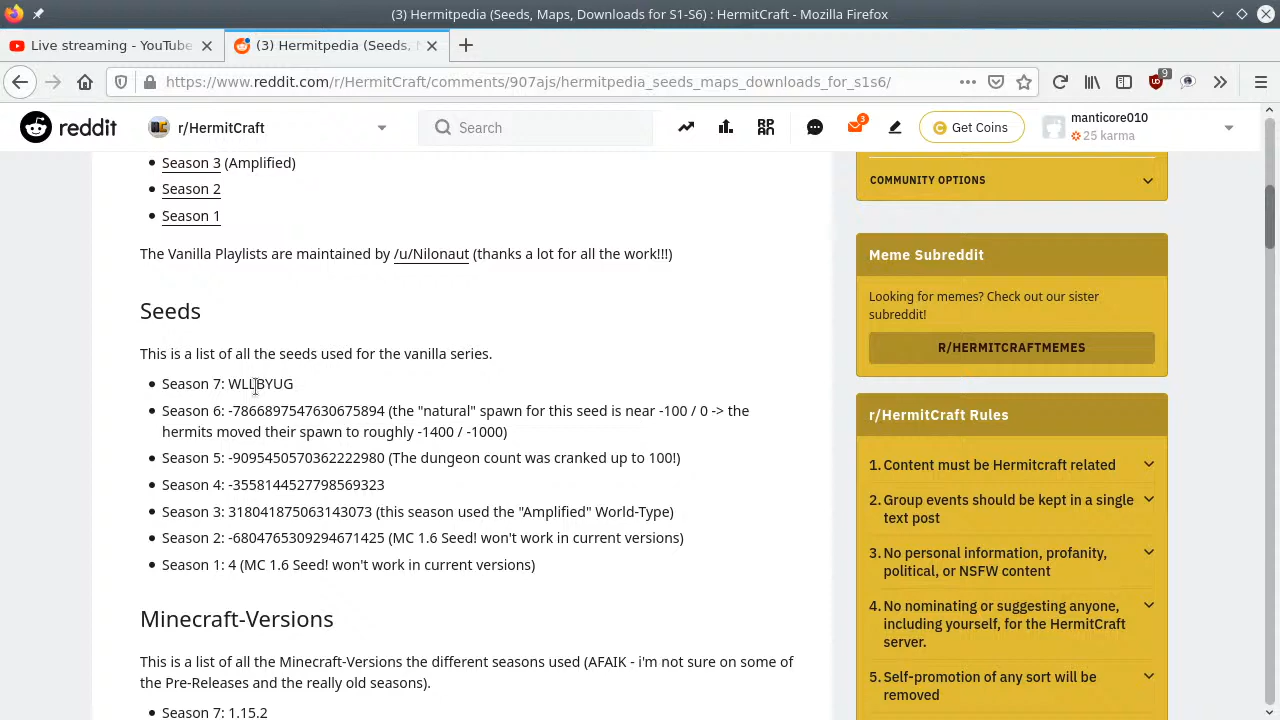 (3) Hermitpedia (Seeds, Maps, Downloads for S1-S6) : HermitCraft - Mozilla Firefox
Live streaming - YouTube
(3) Hermitpedia (Seeds,
https://www.reddit.com/r/HermitCraft/comments/907ajs/hermitpedia_seeds_maps_downloads_for_s1s6/
9
reddit
r/HermitCraft
Search
3
Get Coins
manticore010
25 karma
Season 3 (Amplified)
Season 2
Season 1
The Vanilla Playlists are maintained by /u/Nilonaut (thanks a lot for all the work!!!)
Seeds
This is a list of all the seeds used for the vanilla series.
Season 7: WLLBYUG
Season 6: -7866897547630675894 (the "natural" spawn for this seed is near -100 / 0 -> the
hermits moved their spawn to roughly -1400 / -1000)
Season 5: -9095450570362222980 (The dungeon count was cranked up to 100!)
Season 4: -3558144527798569323
Season 3: 318041875063143073 (this season used the "Amplified" World-Type)
Season 2: -6804765309294671425 (MC 1.6 Seed! won't work in current versions)
Season 1: 4 (MC 1.6 Seed! won't work in current versions)
Minecraft-Versions
This is a list of all the Minecraft-Versions the different seasons used (AFAIK - i'm not sure on some of
the Pre-Releases and the really old seasons).
Season 7: 1.15.2
COMMUNITY OPTIONS
Meme Subreddit
Looking for memes? Check out our sister
subreddit!
R/HERMITCRAFTMEMES
r/HermitCraft Rules
1. Content must be Hermitcraft related
2. Group events should be kept in a single
text post
3. No personal information, profanity,
political, or NSFW content
4. No nominating or suggesting anyone,
including yourself, for the HermitCraft
server.
5. Self-promotion of any sort will be
removed